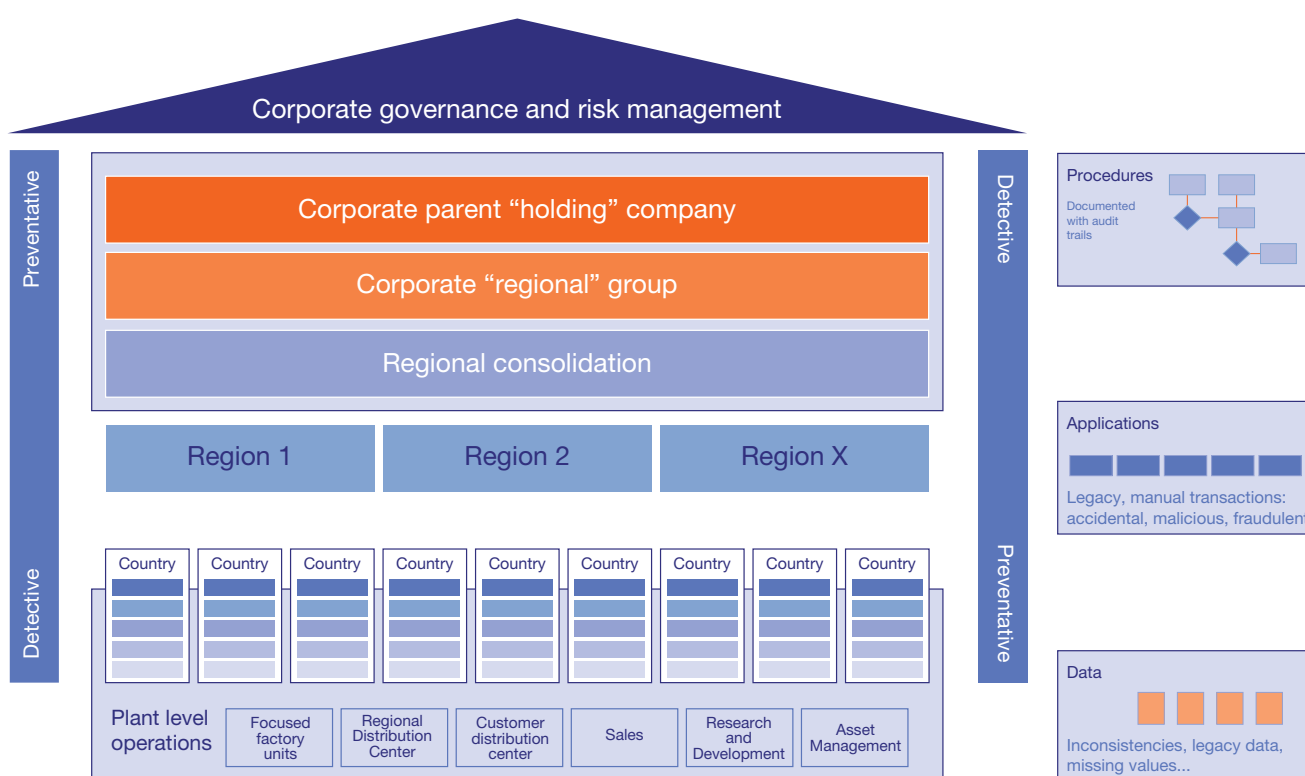 Corporate governance and risk management
Preventative
Detective
Corporate parent “holding” company
Corporate “regional” group
Regional consolidation
Region 1
Region 2
Region X
Country
Country
Country
Country
Country
Country
Country
Country
Country
Plant level
operations
Focused
factory
units
Regional
Distribution
Center
Customer
distribution
center
Sales
Research
and
Development
Asset
Management
Detective
Preventative
Procedures
Documented
with audit
trails
Applications
Legacy, manual transactions:
accidental, malicious, fraudulent
Data
Inconsistencies, legacy data,
missing values...